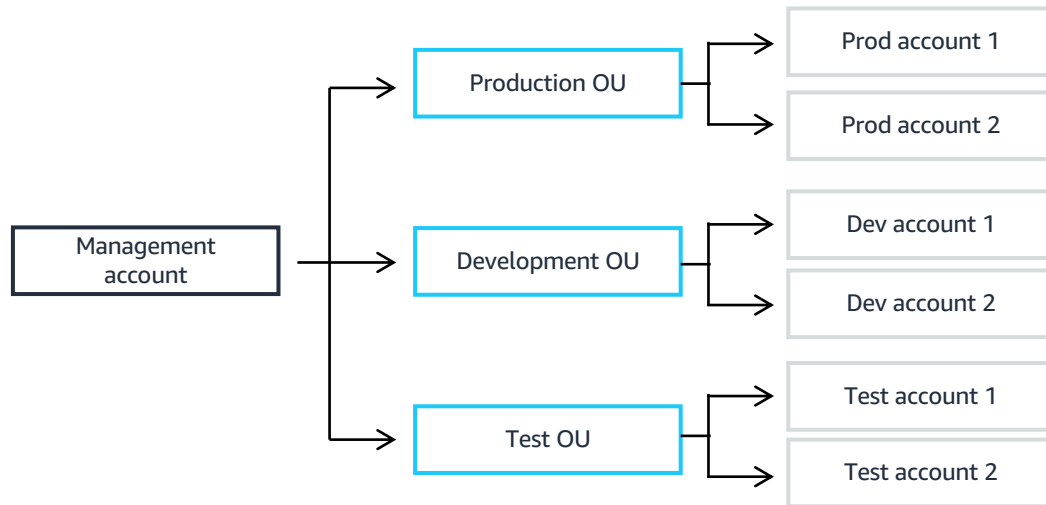 Management
account
Production OU
Prod account 1
Prod account 2
Development OU
Dev account 1
Dev account 2
Test OU
Test account 1
Test account 2